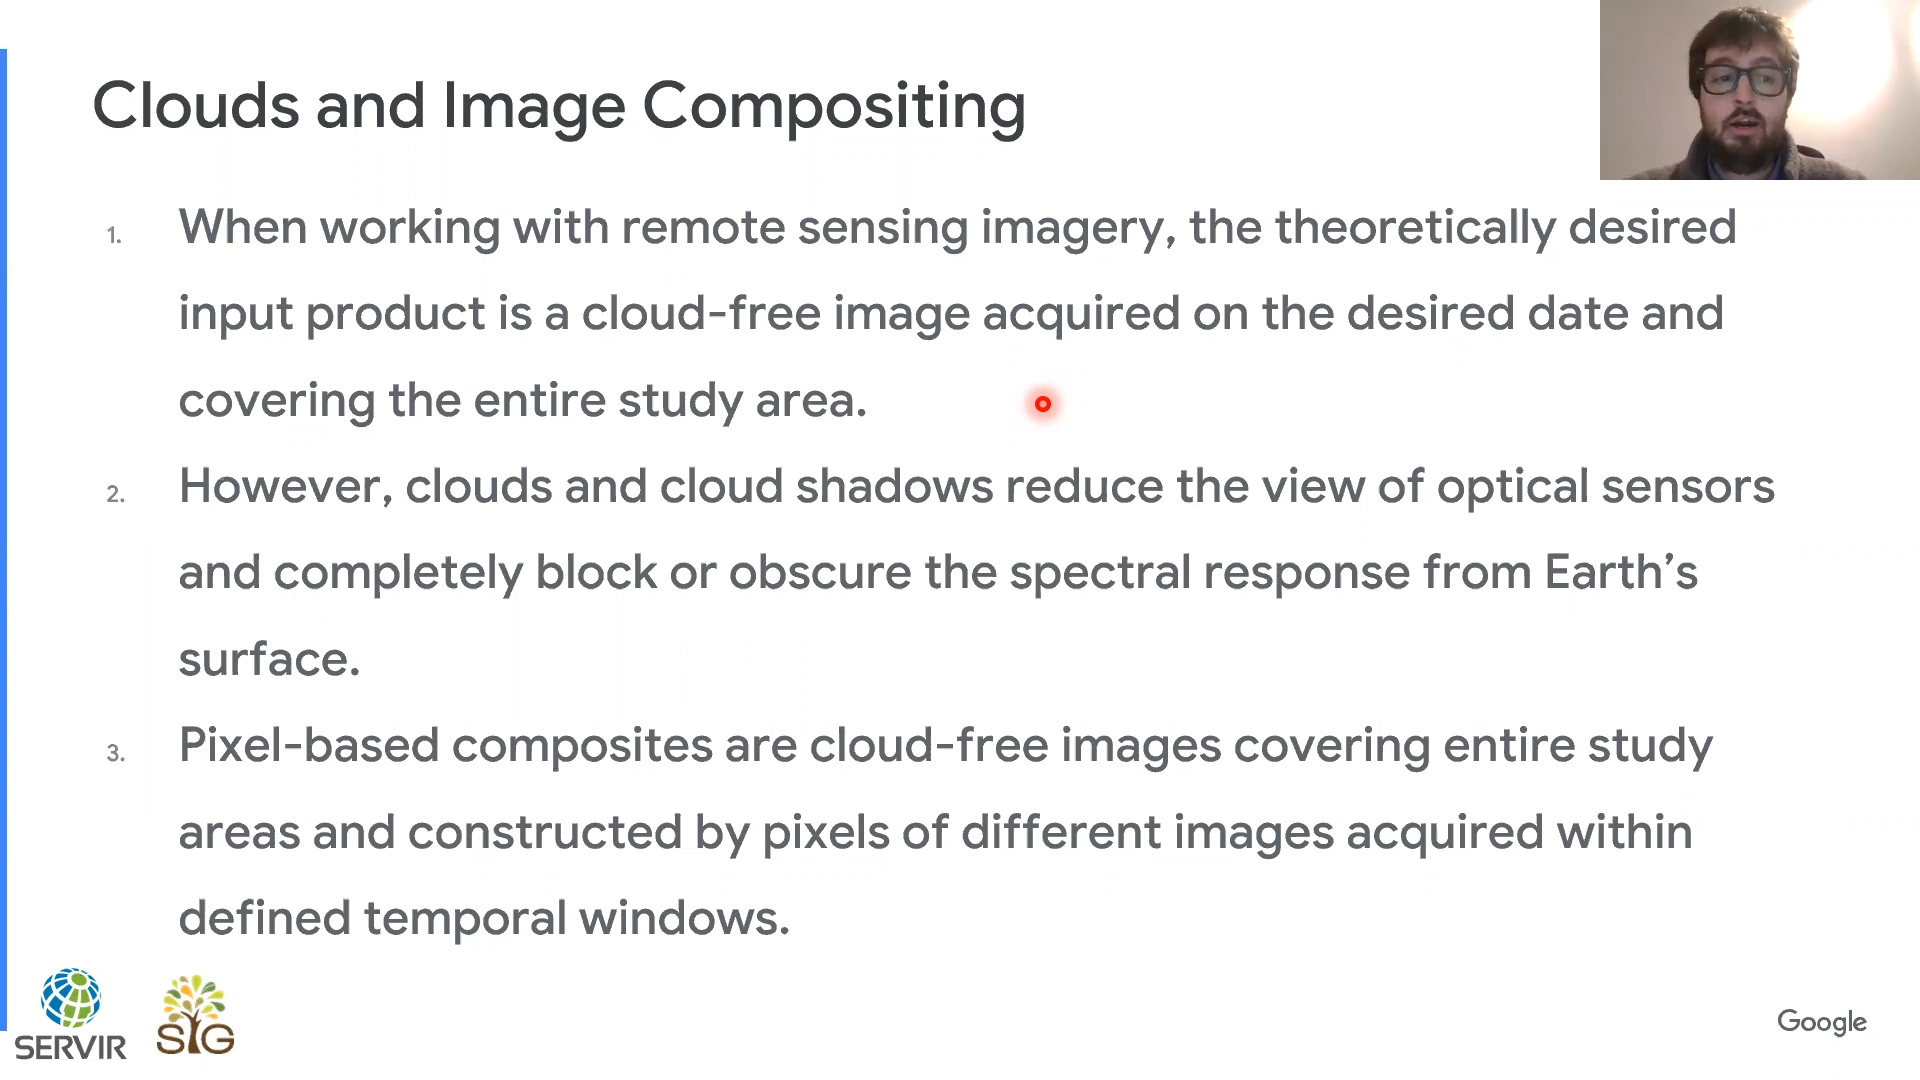 Clouds and Image Compositing
1. When working with remote sensing imagery, the theoretically desired
input product is a cloud-free image acquired on the desired date and
covering the entire study area.
2. However, clouds and cloud shadows reduce the view of optical sensors
and completely block or obscure the spectral response from Earth’s
surface.
3. Pixel-based composites are cloud-free images covering entire study
areas and constructed by pixels of different images acquired within
defined temporal windows.
SERVIR
SIG
Google